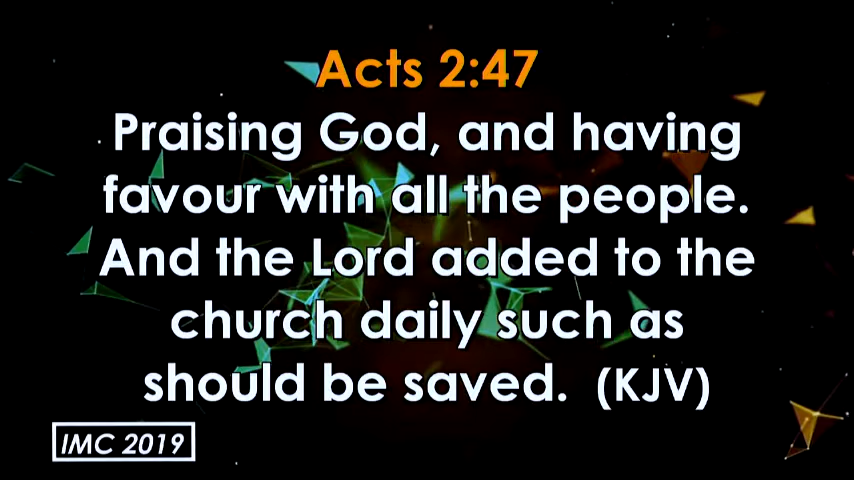 Acts 2:47
Praising God, and having
favour with all the people.
And the Lord added to the
church daily such as
should be saved. (KJV)
IMC 2019